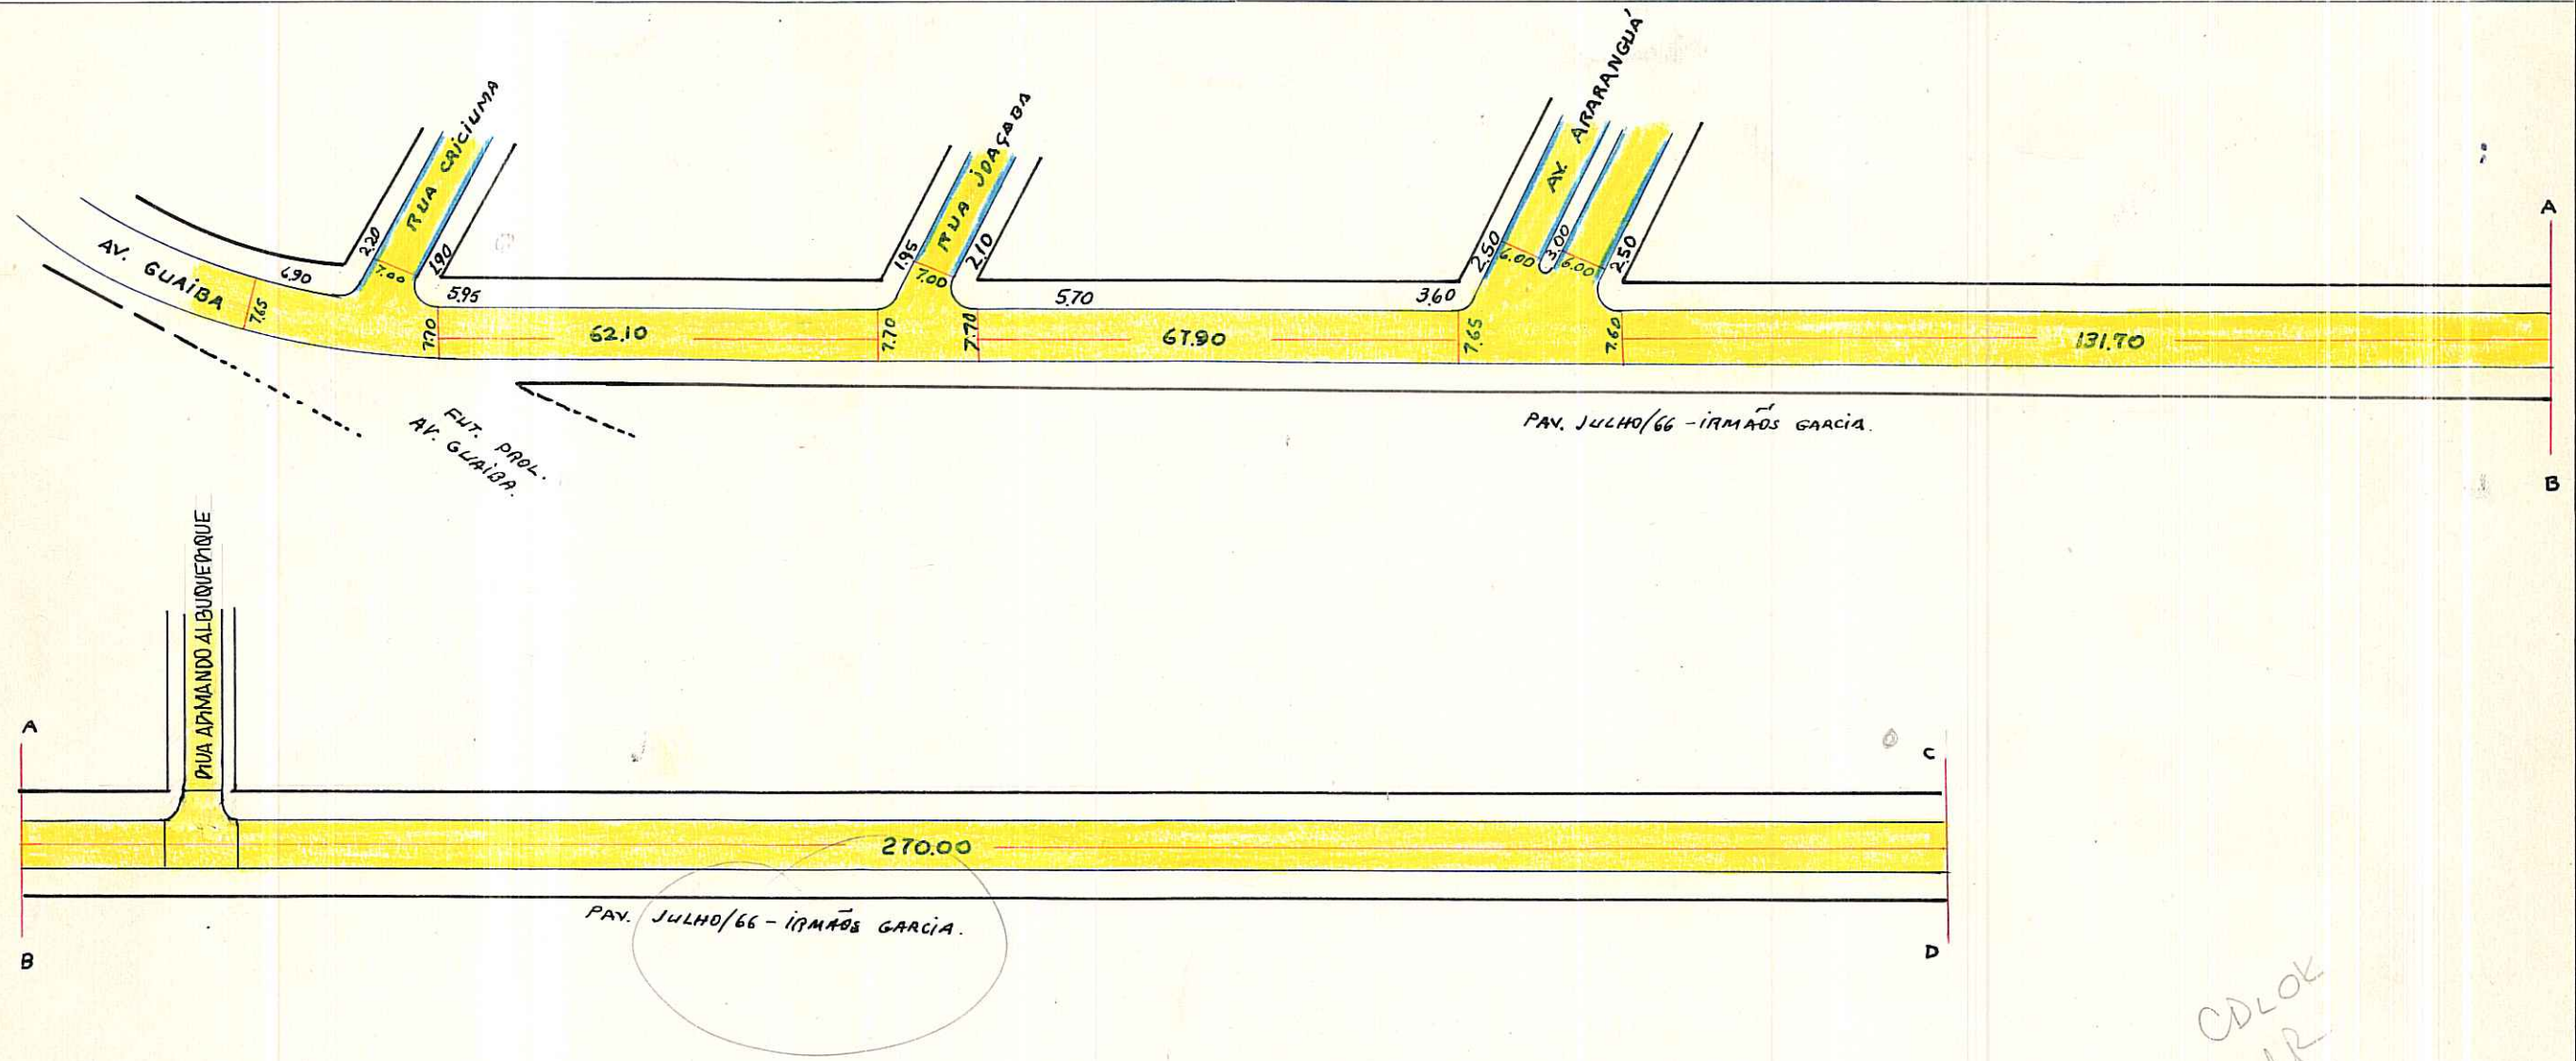 AV. GUAIBA
7.65
4.90
2.20
RUA CRICIUMA
7.00
1.90
5.95
7.70
62.10
7.70
1.95
RUA JOAÇABA
7.00
2.10
7.70
5.70
67.90
3.60
7.65
2.50
AV. ARARANGUÁ
6.00
3.00
6.00
2.50
7.60
131.70
A
B
FUT. PROL.
AV. GUAIBA.
PAV. JULHO/66 - IRMÃOS GARCIA.
A
B
RUA ARMANDO ALBUQUERQUE
270.00
C
D
PAV. JULHO/66 - IRMÃOS GARCIA.